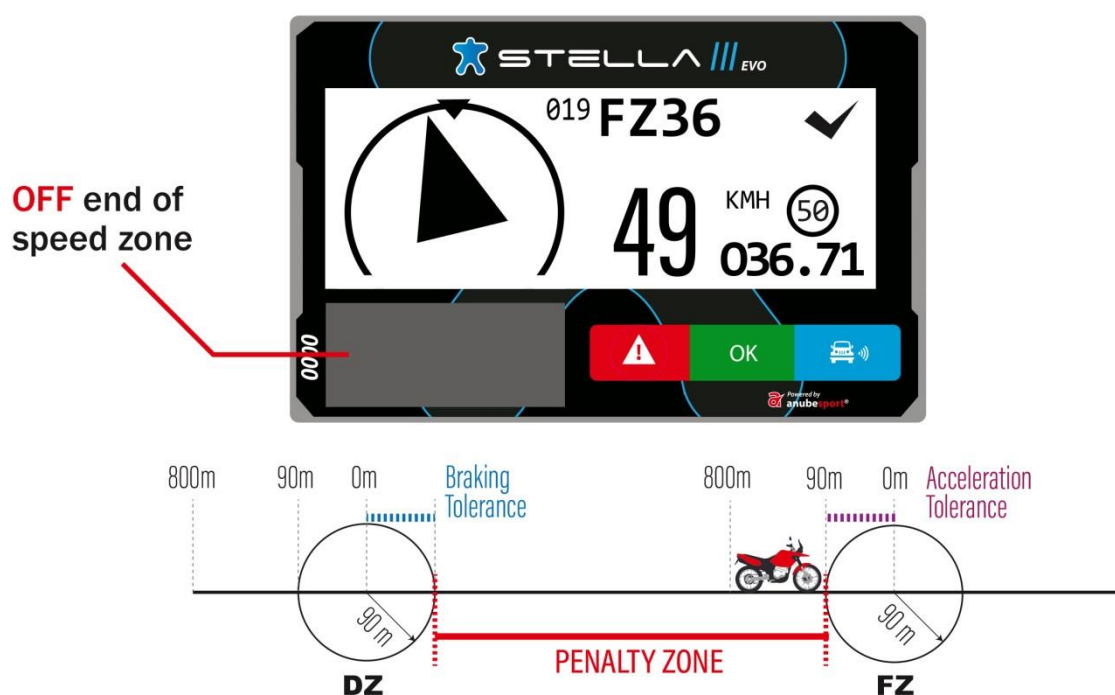 STELLA III EVO
019 FZ36
49 KMH 50
036.71
OFF end of
speed zone
0000
OK
Powered by
anubesport®
800m 90m 0m Braking
Tolerance
800m 90m 0m Acceleration
Tolerance
90 m
90 m
PENALTY ZONE
DZ
FZ